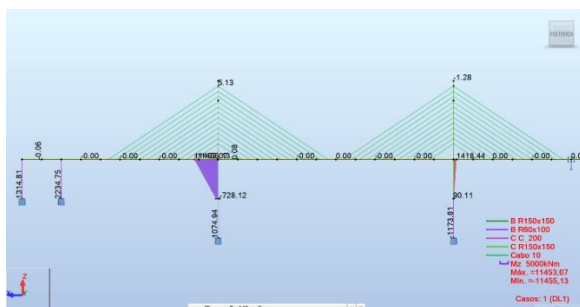 5.13
-1.28
-0.06
-0.00
-0.00
-0.00
-0.00
0.08
-0.00
-0.00
-0.00
-0.00
1418.44
-0.00
-0.00
-0.00
1314.81
2234.75
-728.12
1074.94
90.11
1173.81
B R150x150
B R80x100
C C_200
C R150x150
Cabo 10
Mz 5000kNm
Máx. =11453,07
Mín. =-11455,13
Casos: 1 (DL1)
Z
X